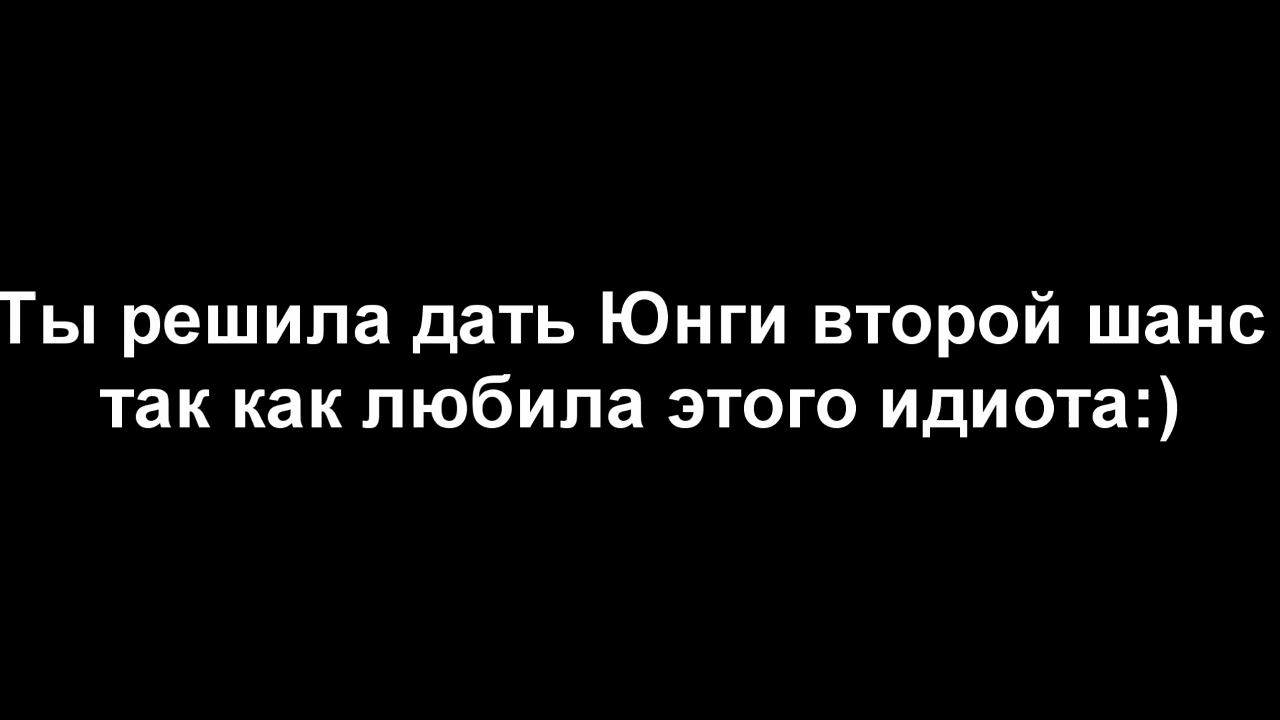 Ты решила дать Юнги второй шанс
так как любила этого идиота:)